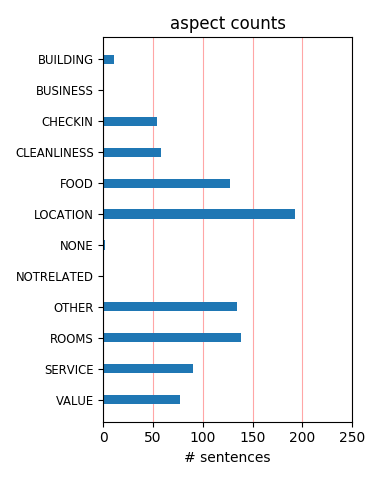 aspect counts
BUILDING
BUSINESS
CHECKIN
CLEANLINESS
FOOD
LOCATION
NONE
NOTRELATED
OTHER
ROOMS
SERVICE
VALUE
0 50 100 150 200 250
# sentences